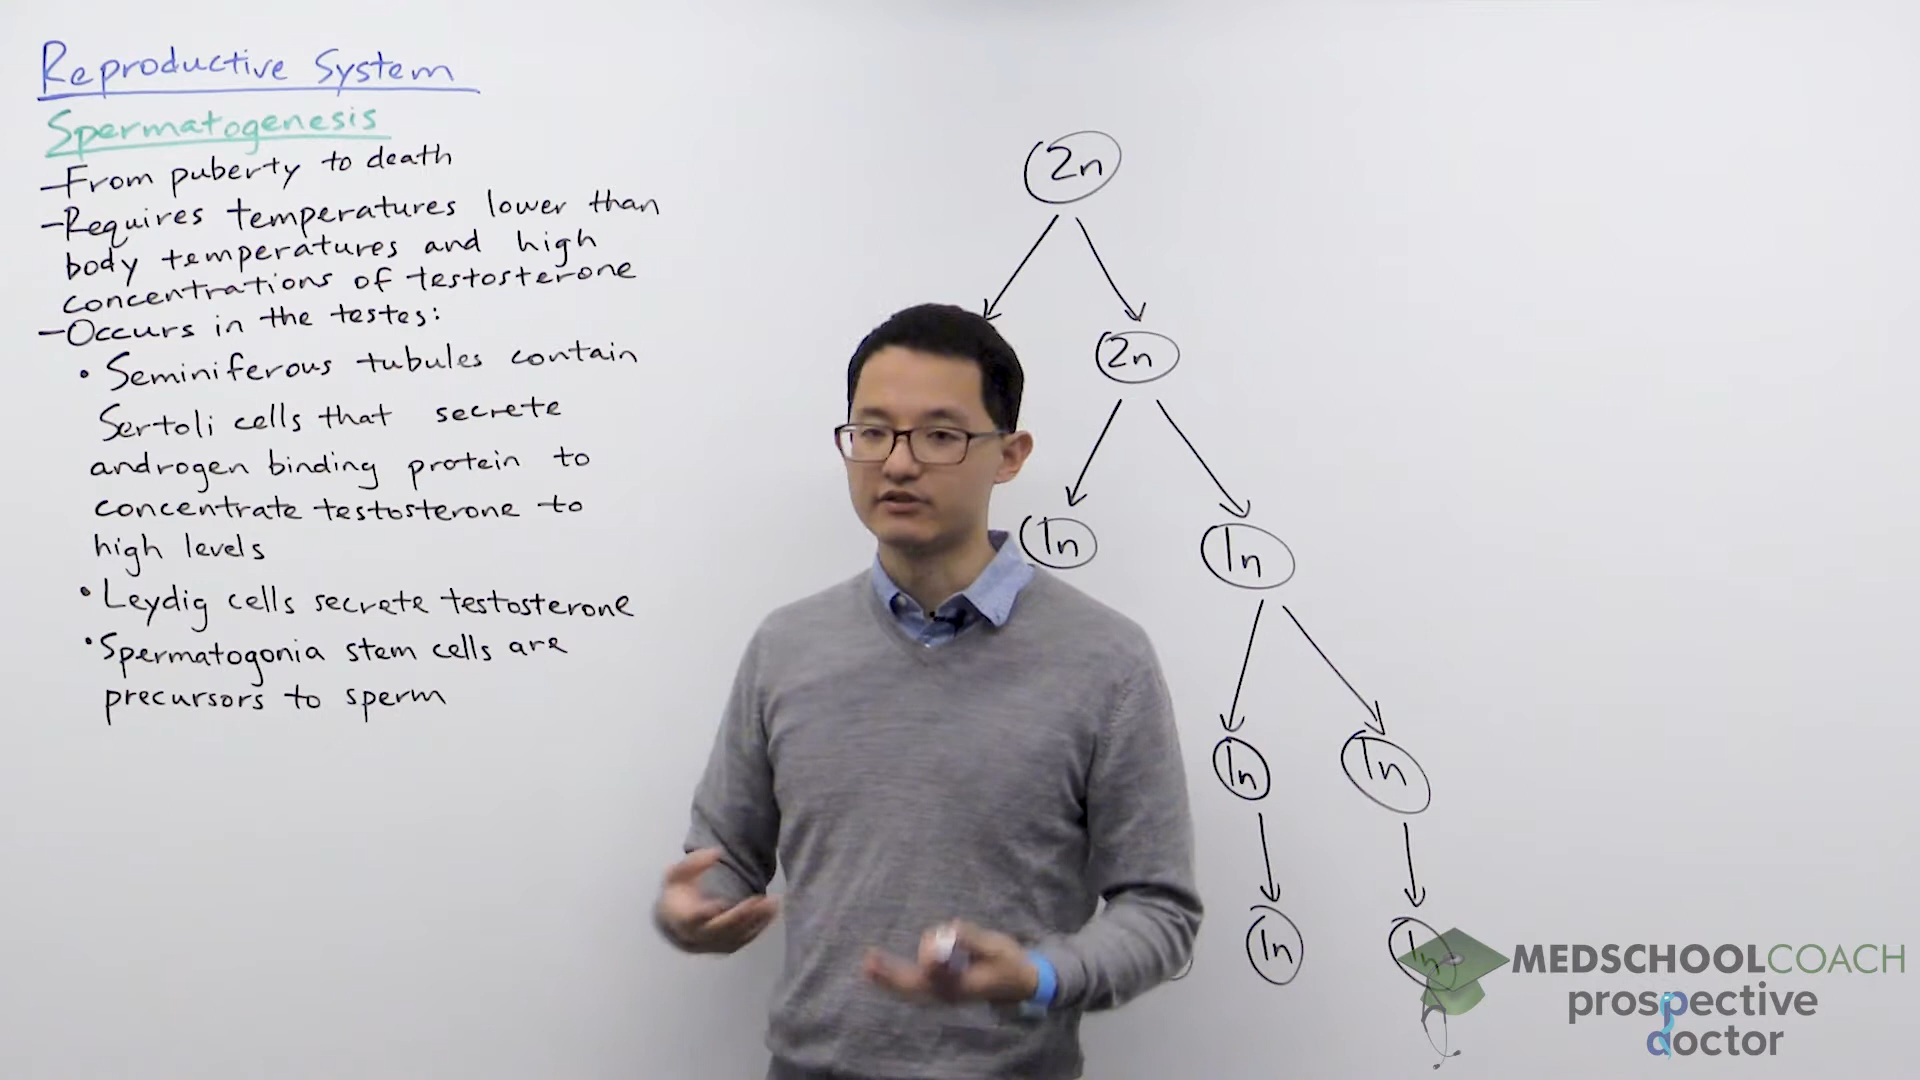 Reproductive System
Spermatogenesis
-From puberty to death
-Requires temperatures lower than
body temperatures and high
concentrations of testosterone
-Occurs in the testes:
• Seminiferous tubules contain
Sertoli cells that secrete
androgen binding protein to
concentrate testosterone to
high levels
• Leydig cells secrete testosterone
• Spermatogonia stem cells are
precursors to sperm
2n
2n
1n 1n
1n 1n
1n 1n
MEDSCHOOLCOACH
prospective
doctor